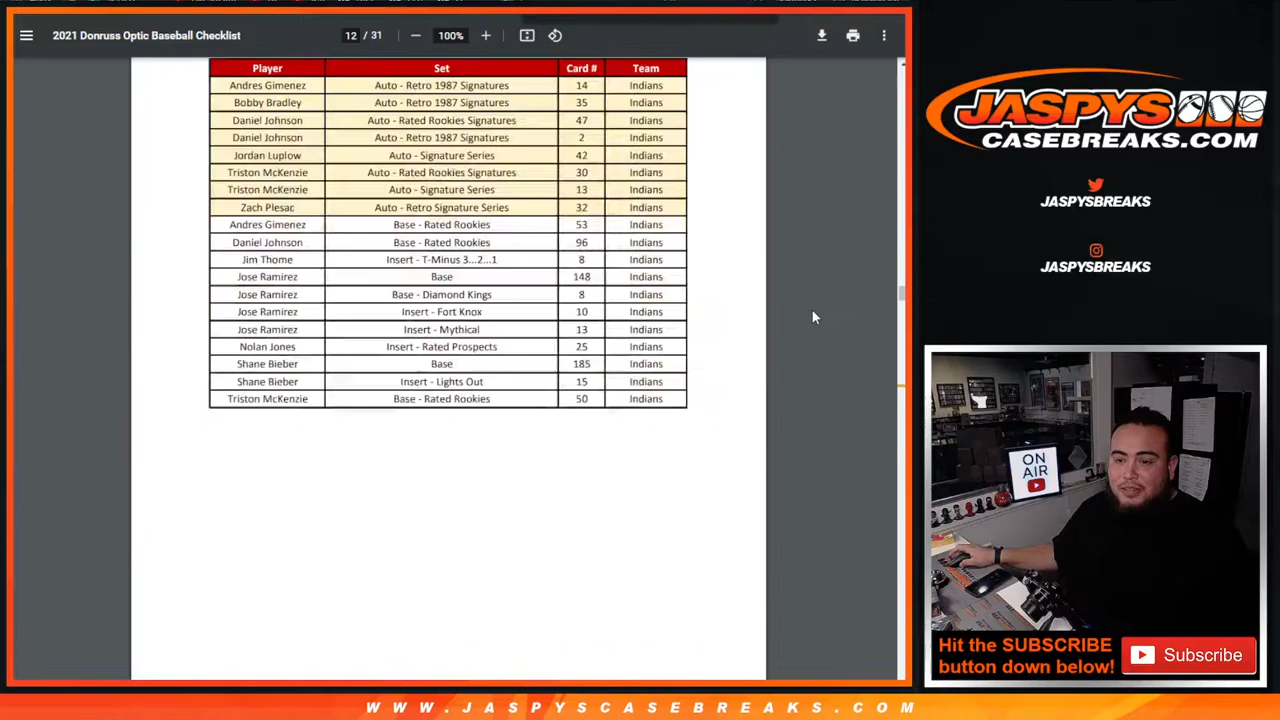 2021 Donruss Optic Baseball Checklist 12 / 31 100%
Player Set Card # Team
Andres Gimenez Auto - Retro 1987 Signatures 14 Indians
Bobby Bradley Auto - Retro 1987 Signatures 35 Indians
Daniel Johnson Auto - Rated Rookies Signatures 47 Indians
Daniel Johnson Auto - Retro 1987 Signatures 2 Indians
Jordan Luplow Auto - Signature Series 42 Indians
Triston McKenzie Auto - Rated Rookies Signatures 30 Indians
Triston McKenzie Auto - Signature Series 13 Indians
Zach Plesac Auto - Retro Signature Series 32 Indians
Andres Gimenez Base - Rated Rookies 53 Indians
Daniel Johnson Base - Rated Rookies 96 Indians
Jim Thome Insert - T-Minus 3...2...1 8 Indians
Jose Ramirez Base 148 Indians
Jose Ramirez Base - Diamond Kings 8 Indians
Jose Ramirez Insert - Fort Knox 10 Indians
Jose Ramirez Insert - Mythical 13 Indians
Nolan Jones Insert - Rated Prospects 25 Indians
Shane Bieber Base 185 Indians
Shane Bieber Insert - Lights Out 15 Indians
Triston McKenzie Base - Rated Rookies 50 Indians
JASPYS
CASEBREAKS.COM
JASPYSBREAKS
JASPYSBREAKS
ON
AIR
Hit the SUBSCRIBE
button down below!
Subscribe
WWW.JASPYSCASEBREAKS.COM